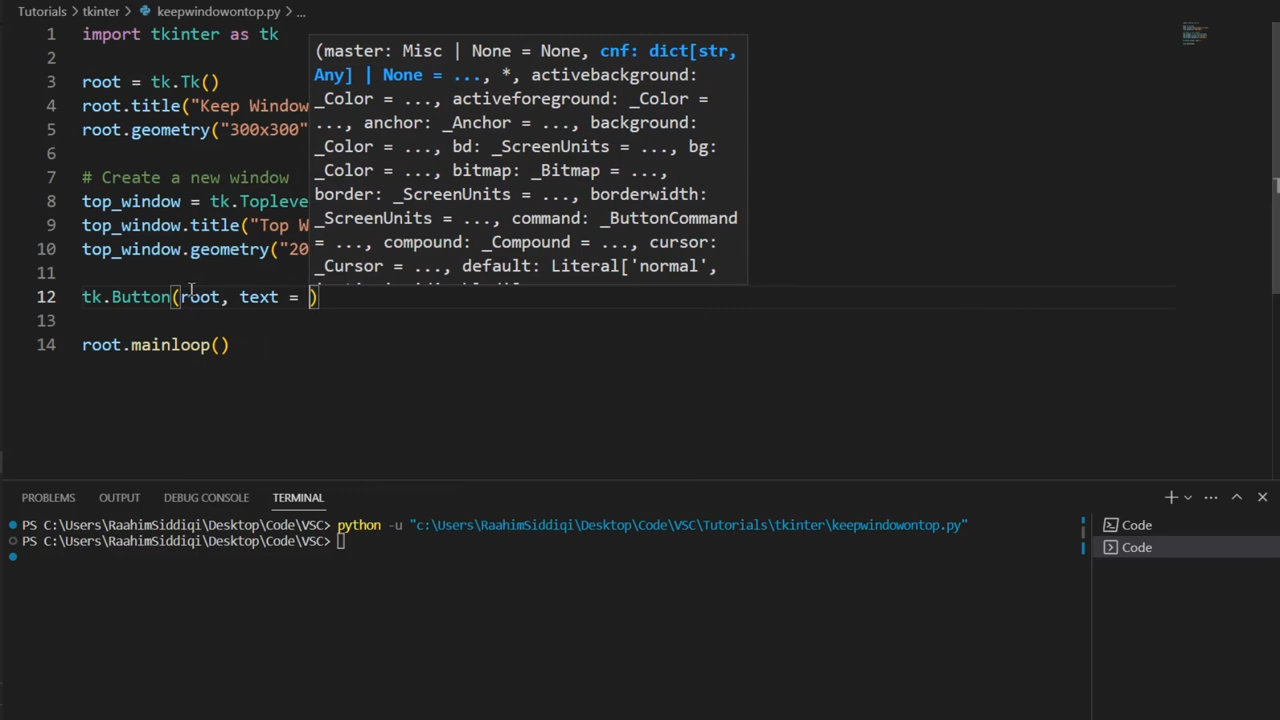 Tutorials > tkinter > keepwindowontop.py > ...
1 import tkinter as tk
2
3 root = tk.Tk()
4 root.title("Keep Window
5 root.geometry("300x300"
6
7 # Create a new window
8 top_window = tk.Topleve
9 top_window.title("Top W
10 top_window.geometry("20
11
12 tk.Button(root, text = )
13
14 root.mainloop()
(master: Misc | None = None, cnf: dict[str,
Any] | None = ..., *, activebackground:
_Color = ..., activeforeground: _Color =
..., anchor: _Anchor = ..., background:
_Color = ..., bd: _ScreenUnits = ..., bg:
_Color = ..., bitmap: _Bitmap = ...,
border: _ScreenUnits = ..., borderwidth:
_ScreenUnits = ..., command: _ButtonCommand
= ..., compound: _Compound = ..., cursor:
_Cursor = ..., default: Literal['normal',
PROBLEMS OUTPUT DEBUG CONSOLE TERMINAL
PS C:\Users\RaahimSiddiqi\Desktop\Code\VSC> python -u "c:\Users\RaahimSiddiqi\Desktop\Code\VSC\Tutorials\tkinter\keepwindowontop.py"
PS C:\Users\RaahimSiddiqi\Desktop\Code\VSC>
Code
Code